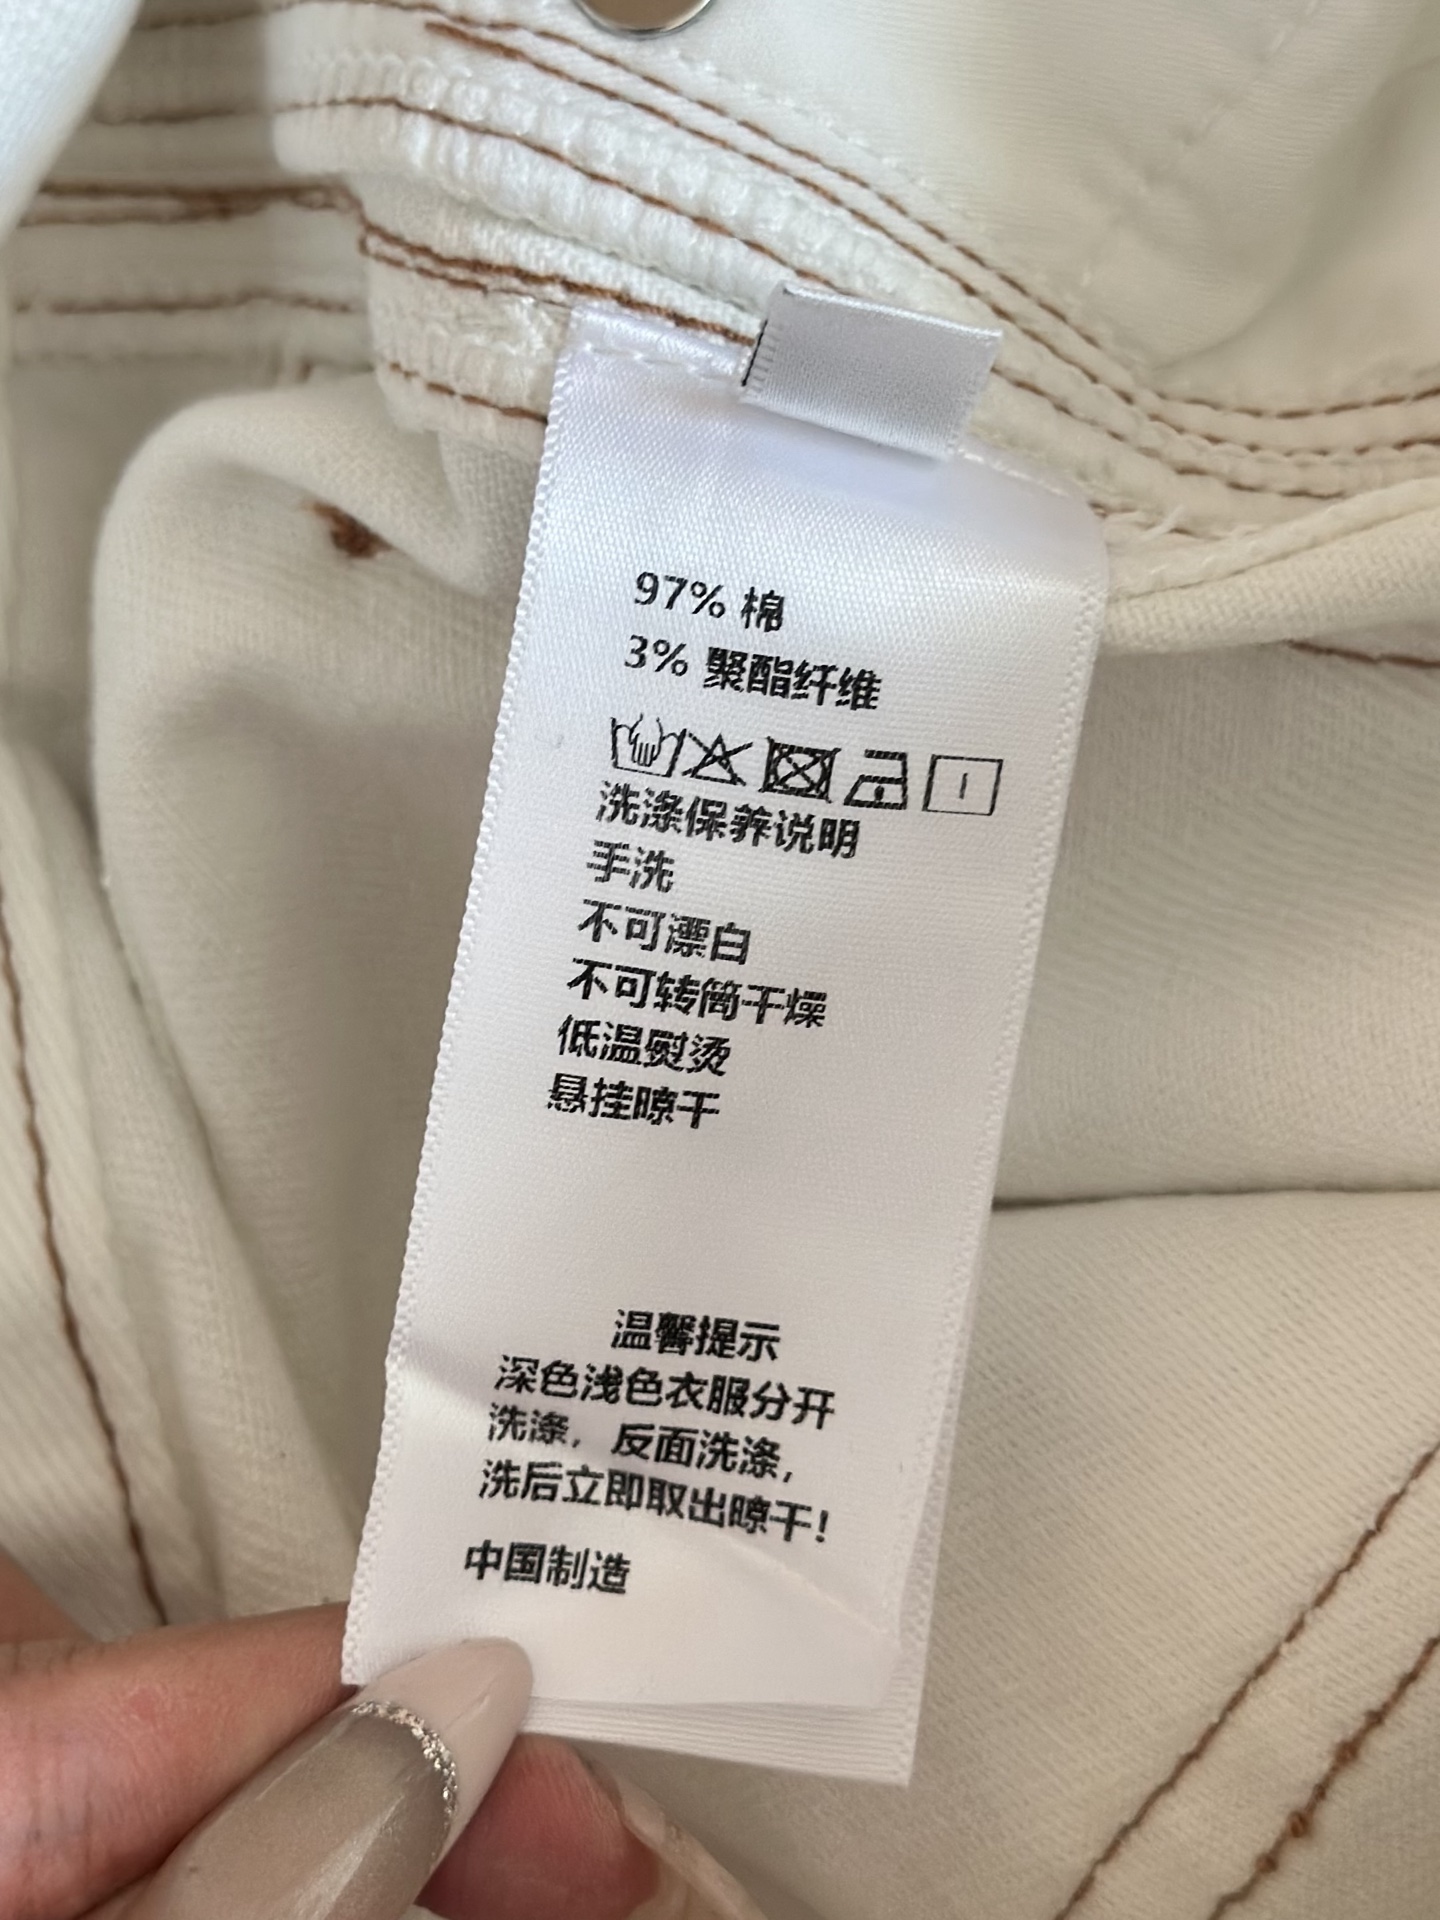 97% 棉
3% 聚酯纤维
洗涤保养说明
手洗
不可漂白
不可转筒干燥
低温熨烫
悬挂晾干
温馨提示
深色浅色衣服分开
洗涤，反面洗涤，
洗后立即取出晾干！
中国制造